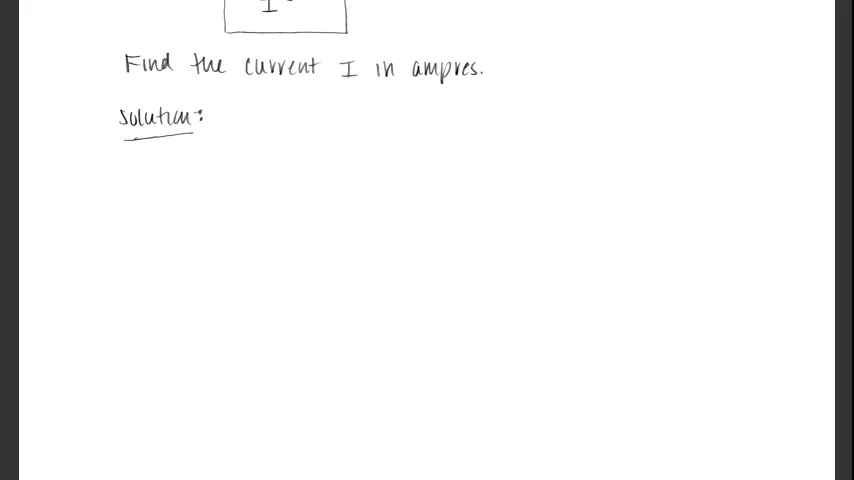 I
Find the current I in ampres.
Solution: